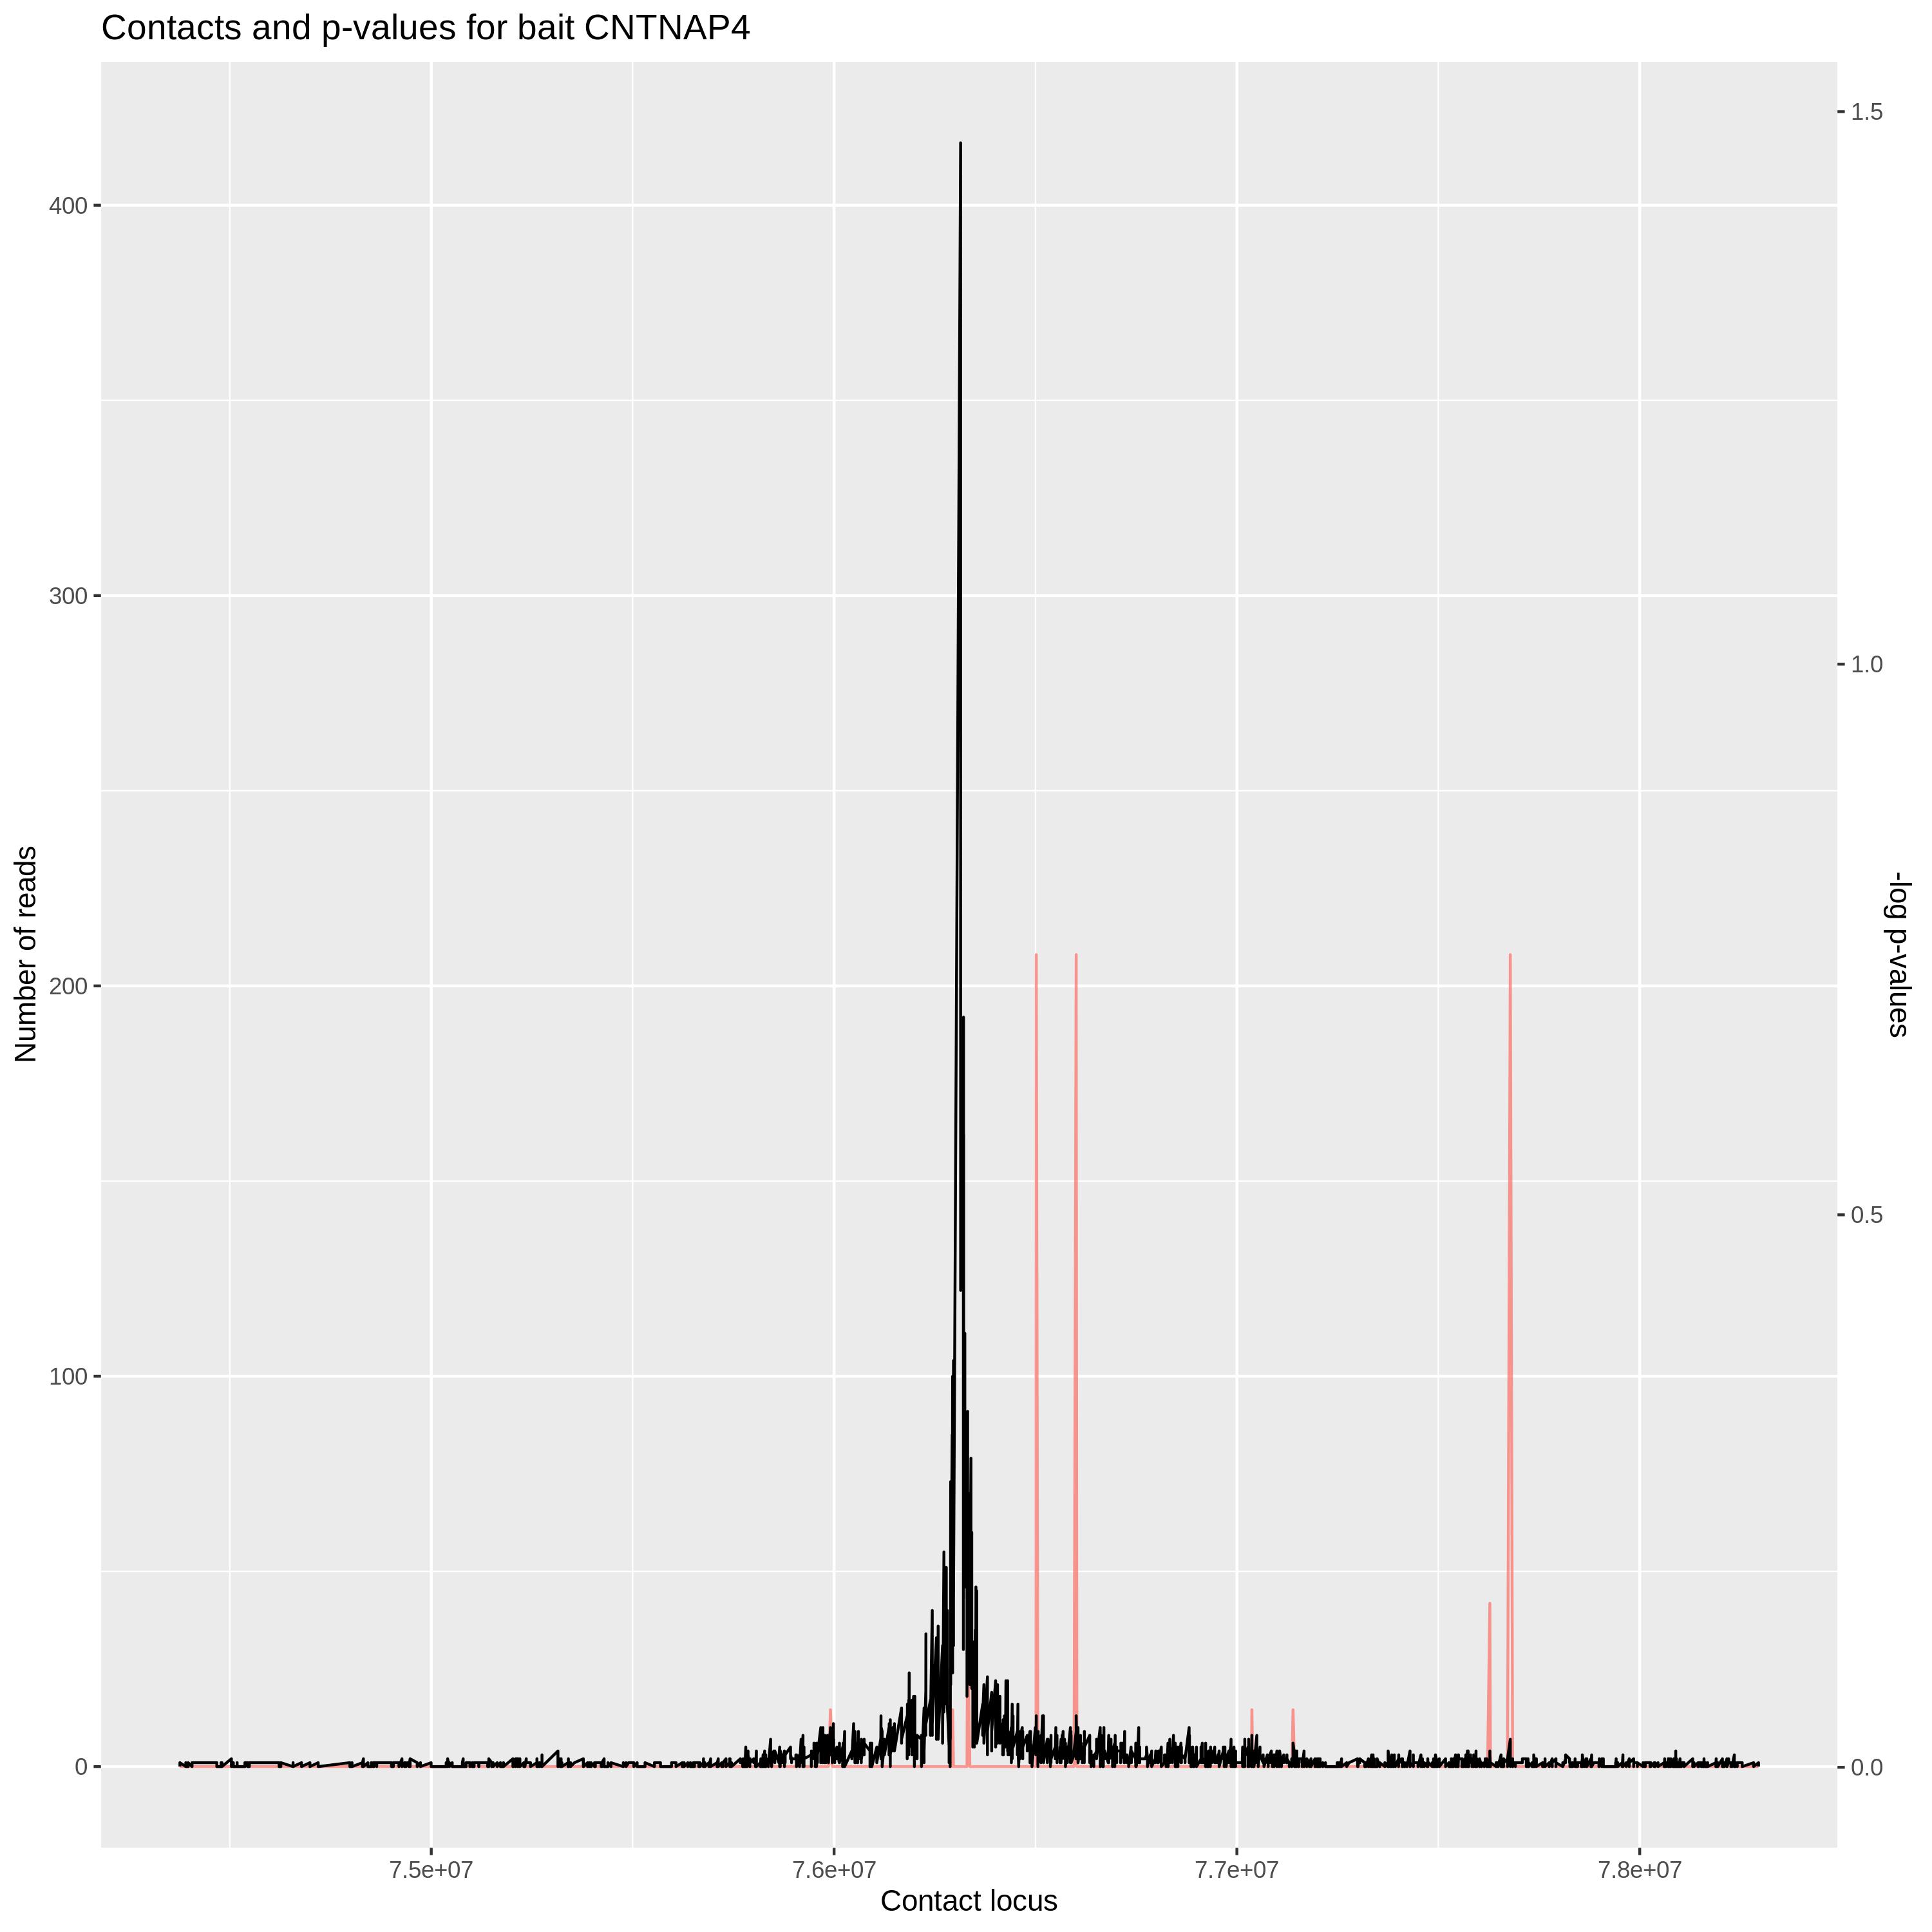 Contacts and p-values for bait CNTNAP4
Number of reads
400
300
200
100
0
1.5
1.0
0.5
0.0
-log p-values
7.5e+07
7.6e+07
7.7e+07
7.8e+07
Contact locus